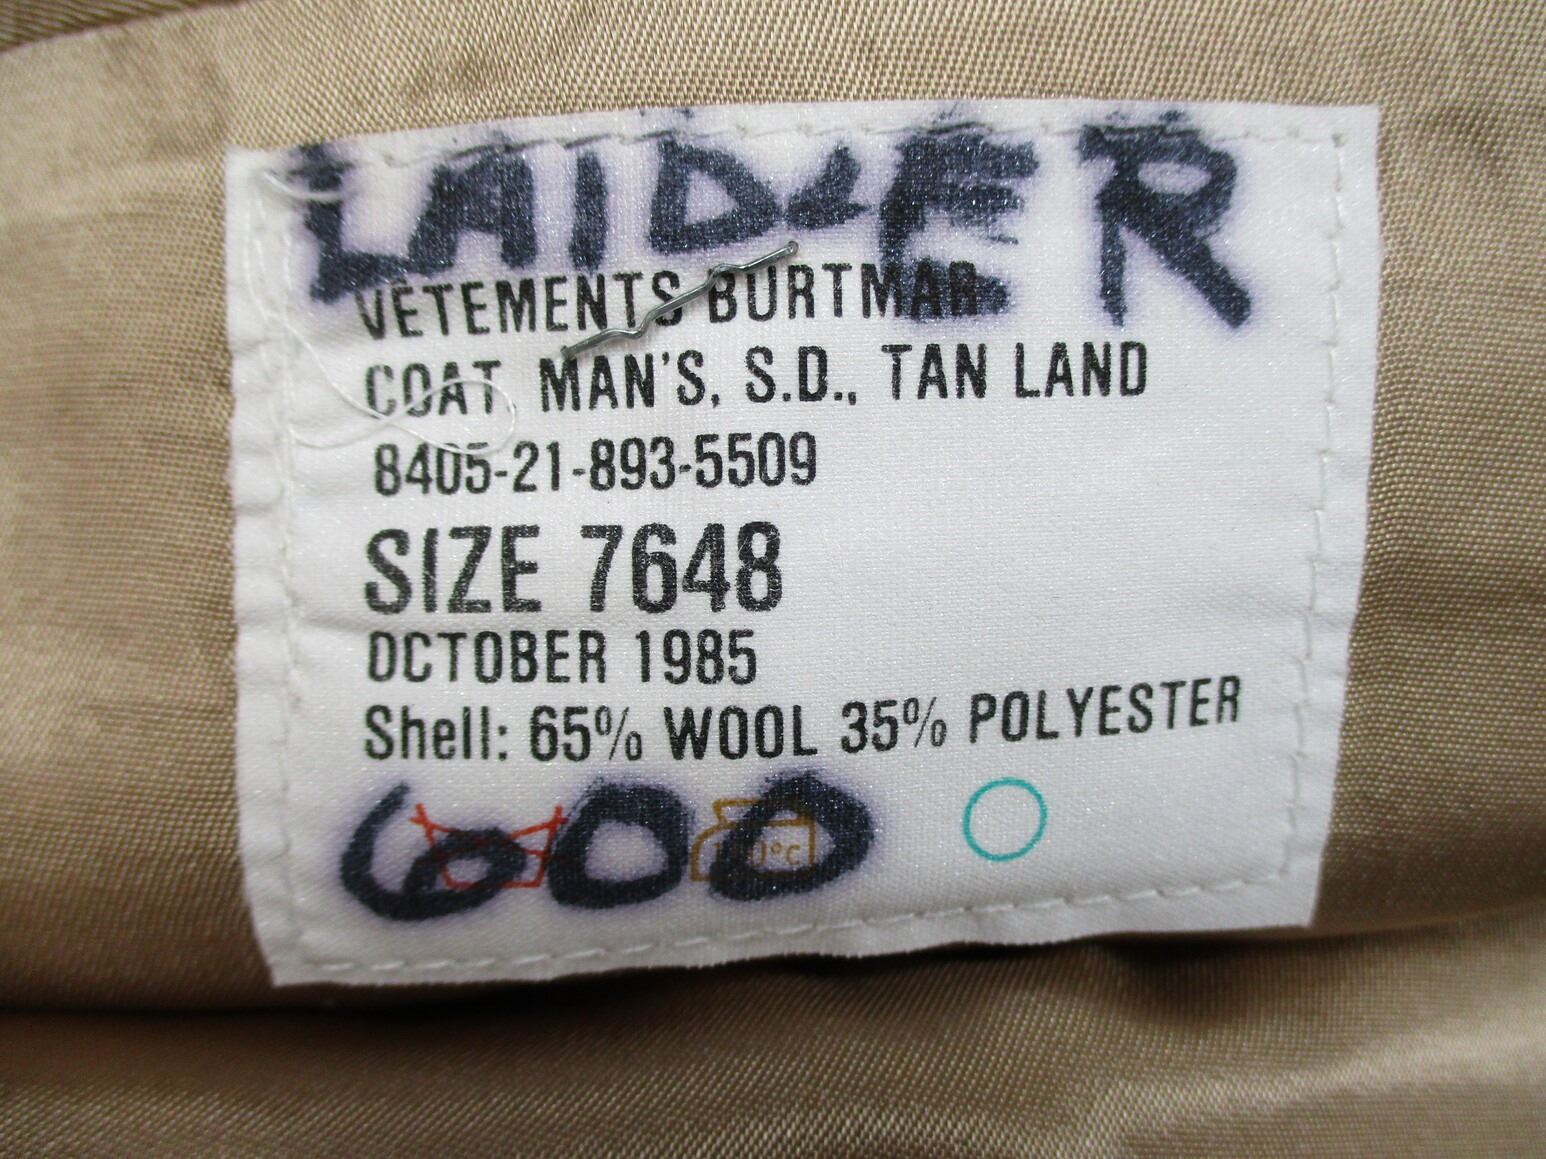 LAIDLER
VÊTEMENTS BURTMAR
COAT, MAN'S, S.D., TAN LAND
8405-21-893-5509
SIZE 7648
OCTOBER 1985
Shell: 65% WOOL 35% POLYESTER
600